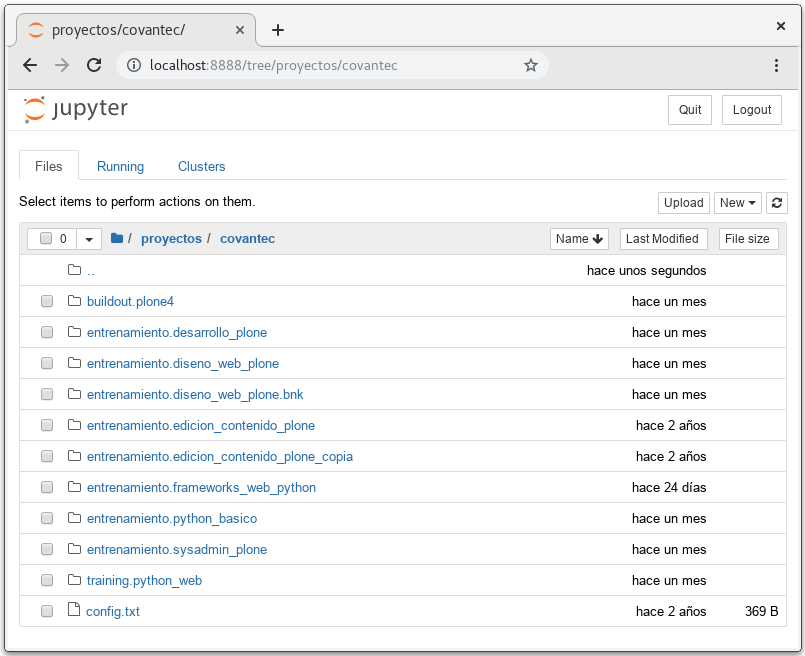 proyectos/covantec/
localhost:8888/tree/proyectos/covantec
jupyter
Quit
Logout
Files
Running
Clusters
Select items to perform actions on them.
Upload
New
0
/ proyectos / covantec
Name
Last Modified
File size
.. hace unos segundos
buildout.plone4 hace un mes
entrenamiento.desarrollo_plone hace un mes
entrenamiento.diseno_web_plone hace un mes
entrenamiento.diseno_web_plone.bnk hace un mes
entrenamiento.edicion_contenido_plone hace 2 años
entrenamiento.edicion_contenido_plone_copia hace 2 años
entrenamiento.frameworks_web_python hace 24 días
entrenamiento.python_basico hace un mes
entrenamiento.sysadmin_plone hace un mes
training.python_web hace un mes
config.txt hace 2 años 369 B